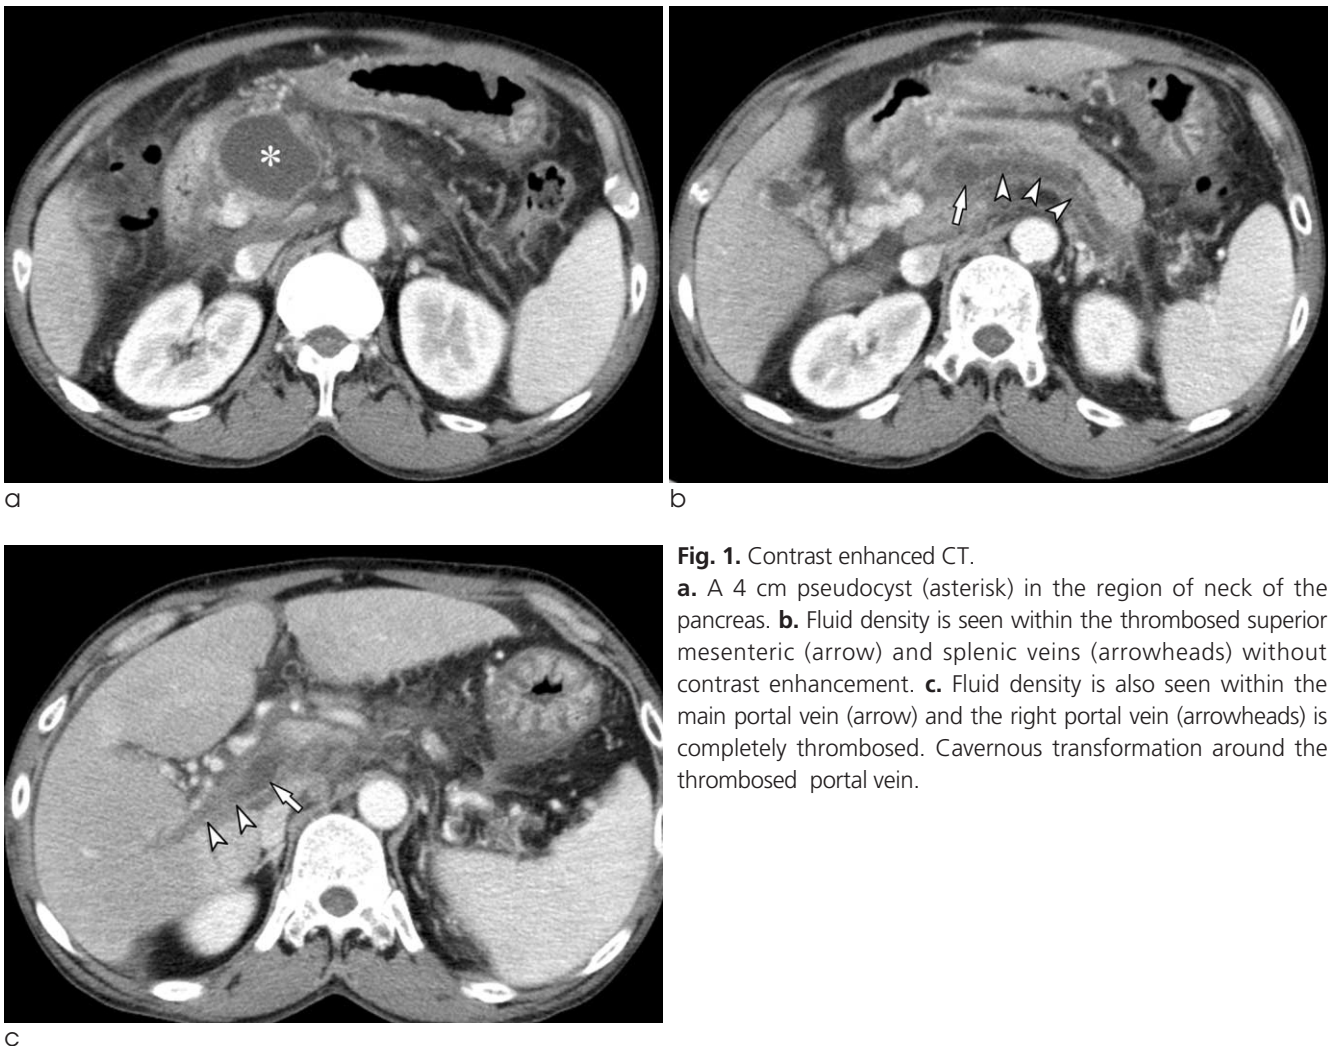 *
a
b
c
Fig. 1. Contrast enhanced CT.
a. A 4 cm pseudocyst (asterisk) in the region of neck of the
pancreas. b. Fluid density is seen within the thrombosed superior
mesenteric (arrow) and splenic veins (arrowheads) without
contrast enhancement. c. Fluid density is also seen within the
main portal vein (arrow) and the right portal vein (arrowheads) is
completely thrombosed. Cavernous transformation around the
thrombosed portal vein.